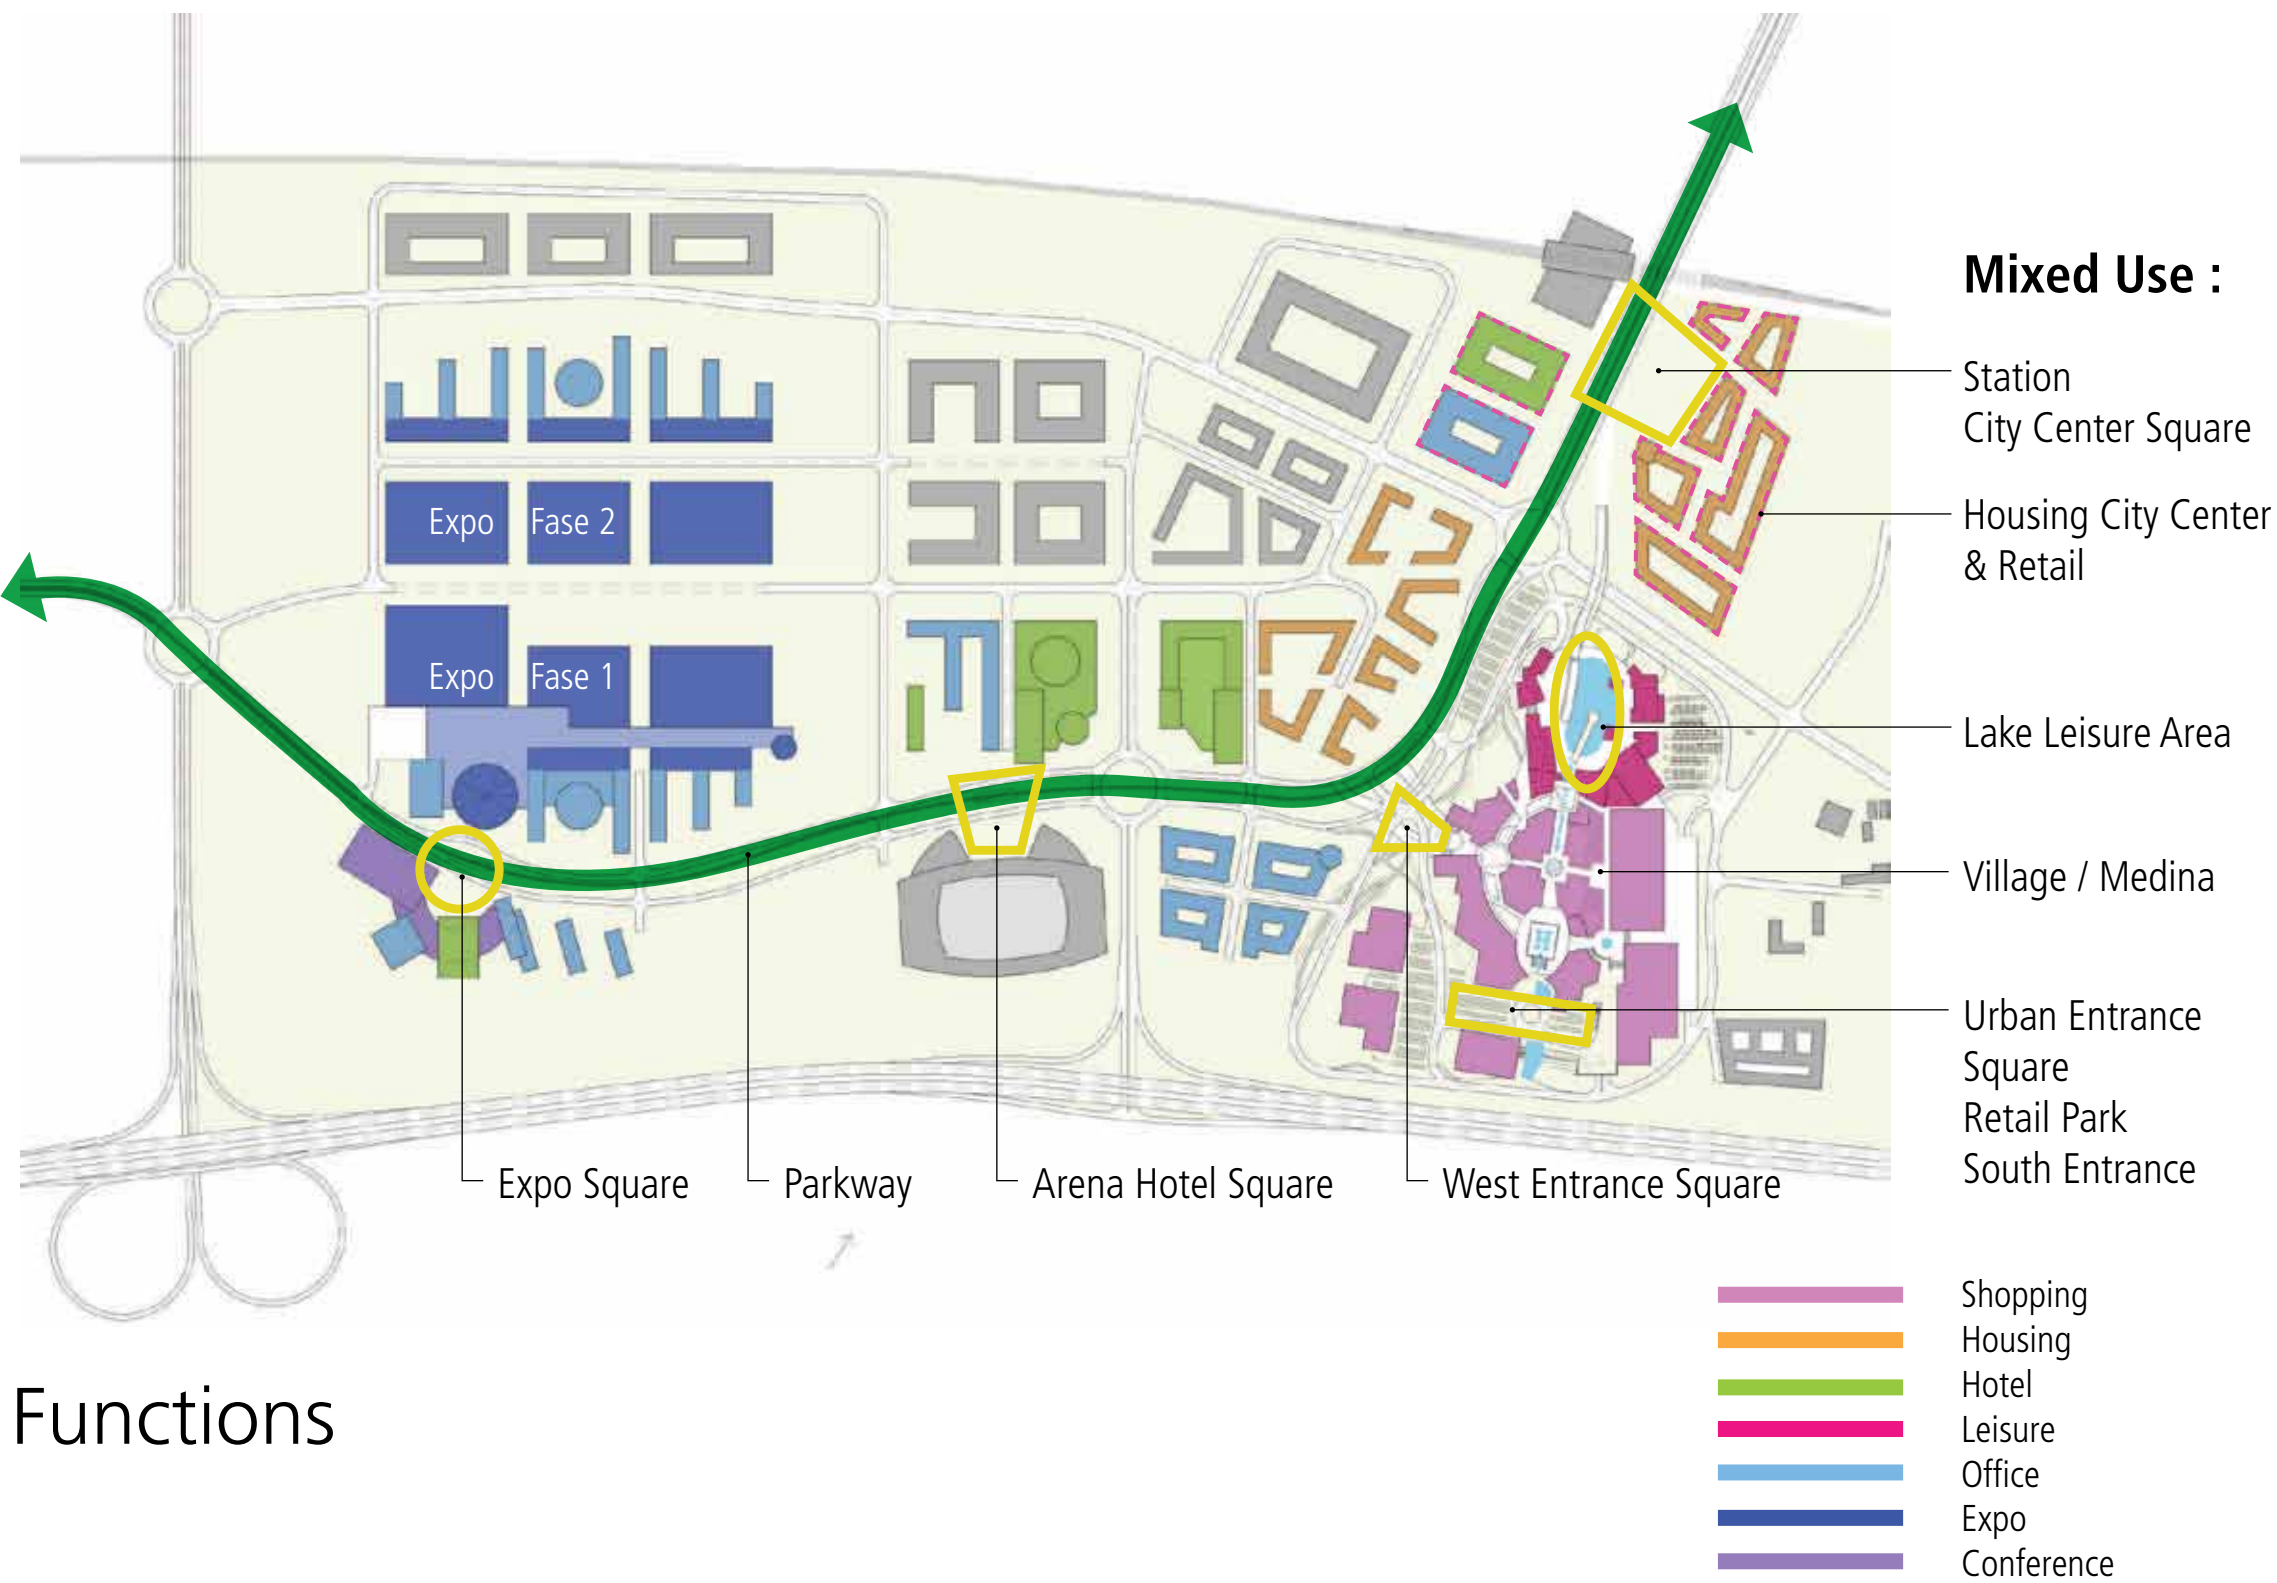 Mixed Use :
Station
City Center Square
Housing City Center
& Retail
Expo Fase 2
Expo Fase 1
Lake Leisure Area
Village / Medina
Urban Entrance
Square
Retail Park
South Entrance
Expo Square
Parkway
Arena Hotel Square
West Entrance Square
Shopping
Housing
Hotel
Leisure
Office
Expo
Conference
Functions